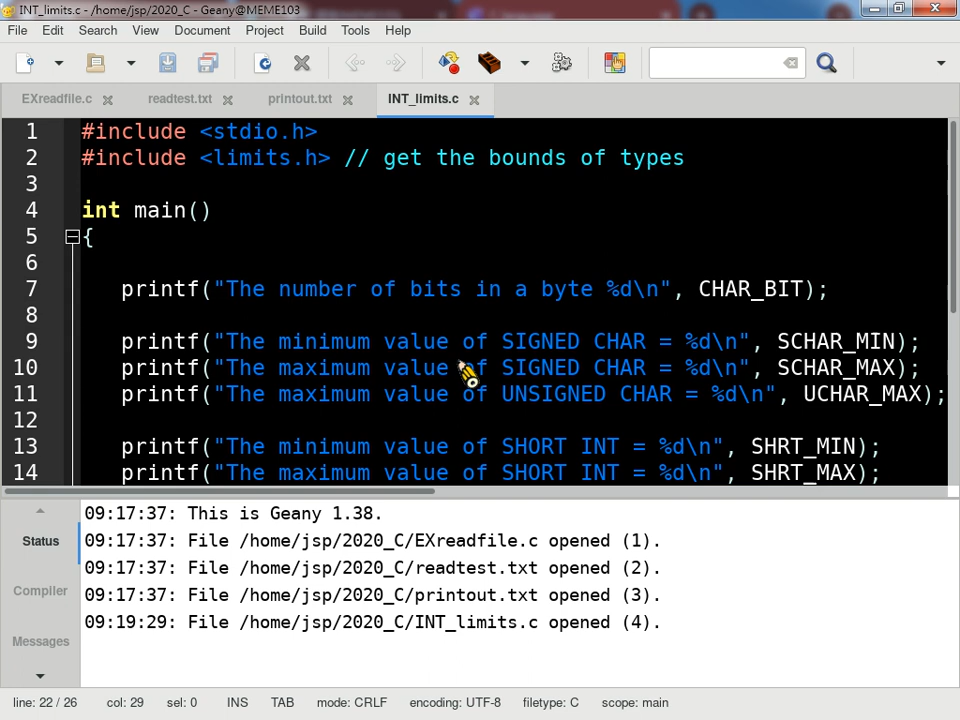 INT_limits.c - /home/jsp/2020_C/ - Geany@MEME103
File Edit Search View Document Project Build Tools Help
EXreadfile.c readtest.txt printout.txt INT_limits.c
1 #include <stdio.h>
2 #include <limits.h> // get the bounds of types
3
4 int main()
5 {
6
7 printf("The number of bits in a byte %d\n", CHAR_BIT);
8
9 printf("The minimum value of SIGNED CHAR = %d\n", SCHAR_MIN);
10 printf("The maximum value of SIGNED CHAR = %d\n", SCHAR_MAX);
11 printf("The maximum value of UNSIGNED CHAR = %d\n", UCHAR_MAX);
12
13 printf("The minimum value of SHORT INT = %d\n", SHRT_MIN);
14 printf("The maximum value of SHORT INT = %d\n", SHRT_MAX);
Status
Compiler
Messages
09:17:37: This is Geany 1.38.
09:17:37: File /home/jsp/2020_C/EXreadfile.c opened (1).
09:17:37: File /home/jsp/2020_C/readtest.txt opened (2).
09:17:37: File /home/jsp/2020_C/printout.txt opened (3).
09:19:29: File /home/jsp/2020_C/INT_limits.c opened (4).
line: 22 / 26 col: 29 sel: 0 INS TAB mode: CRLF encoding: UTF-8 filetype: C scope: main